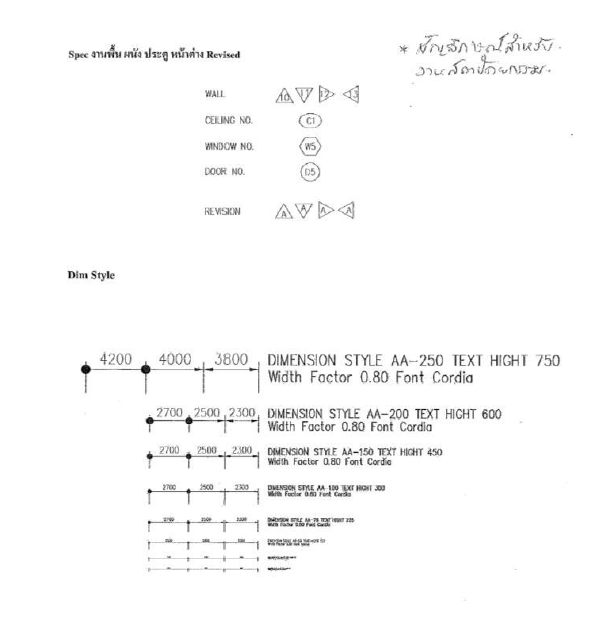 Spec งานพื้น ผนัง ประตู หน้าต่าง Revised
* สัญลักษณ์สำหรับ
งานสถาปัตยกรรม.
WALL 10 11 12 13
CEILING NO. C1
WINDOW NO. W5
DOOR NO. D5
REVISION A A A A
Dim Style
4200 4000 3800 DIMENSION STYLE AA-250 TEXT HIGHT 750
Width Factor 0.80 Font Cordia
2700 2500 2300 DIMENSION STYLE AA-200 TEXT HIGHT 600
Width Factor 0.80 Font Cordia
2700 2500 2300 DIMENSION STYLE AA-150 TEXT HIGHT 450
Width Factor 0.80 Font Cordia
2700 2500 2300 DIMENSION STYLE AA-100 TEXT HIGHT 300
Width Factor 0.80 Font Cordia
2700 2500 2300 DIMENSION STYLE AA-75 TEXT HIGHT 225
Width Factor 0.80 Font Cordia